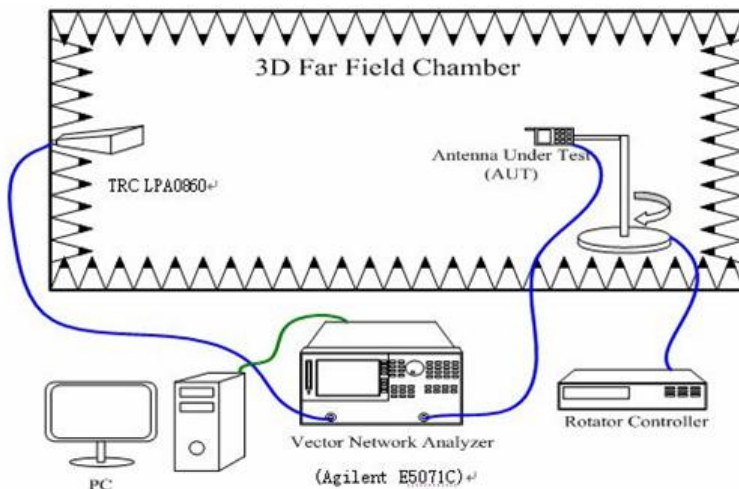 3D Far Field Chamber
TRC LPA0860↵
Antenna Under Test
(AUT)
Vector Network Analyzer
(Agilent E5071C)↵
Rotator Controller
PC